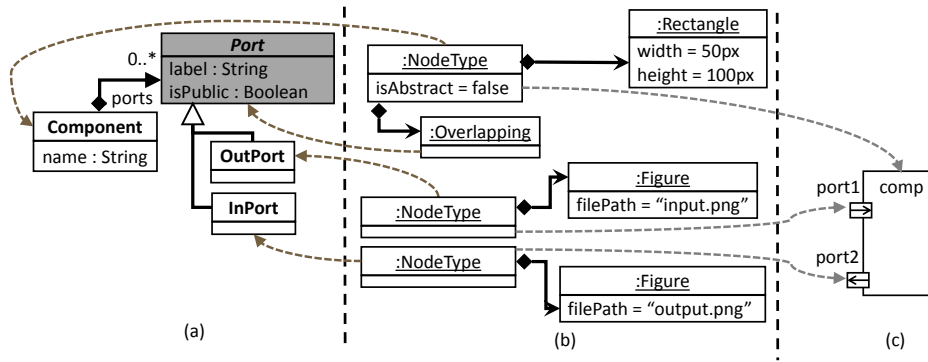 Port
label : String
isPublic : Boolean
0..*
ports
Component
name : String
OutPort
InPort
(a)
:NodeType
isAbstract = false
:Rectangle
width = 50px
height = 100px
:Overlapping
:NodeType
:Figure
filePath = “input.png”
:NodeType
:Figure
filePath = “output.png”
(b)
port1
comp
port2
(c)